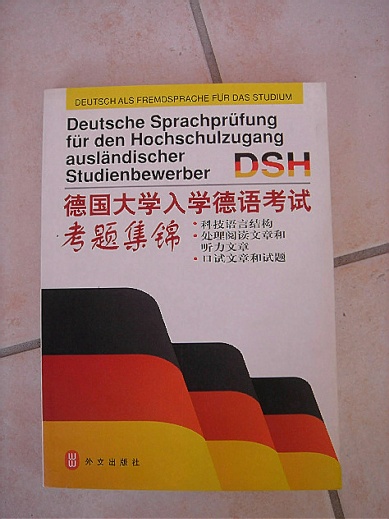 DEUTSCH ALS FREMDSPRACHE FÜR DAS STUDIUM
Deutsche Sprachprüfung
für den Hochschulzugang
ausländischer
Studienbewerber DSH
德国大学入学德语考试
考题集锦
·科技语言结构
·处理阅读文章和
听力文章
·口试文章和试题
外文出版社